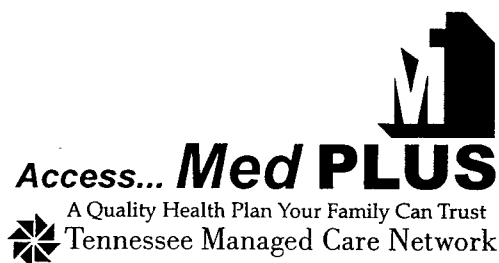 M
Access... Med PLUS
A Quality Health Plan Your Family Can Trust
Tennessee Managed Care Network